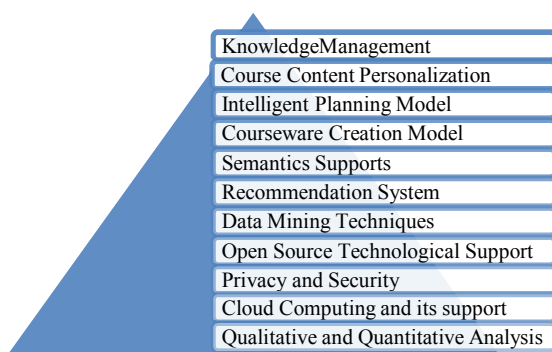 KnowledgeManagement
Course Content Personalization
Intelligent Planning Model
Courseware Creation Model
Semantics Supports
Recommendation System
Data Mining Techniques
Open Source Technological Support
Privacy and Security
Cloud Computing and its support
Qualitative and Quantitative Analysis